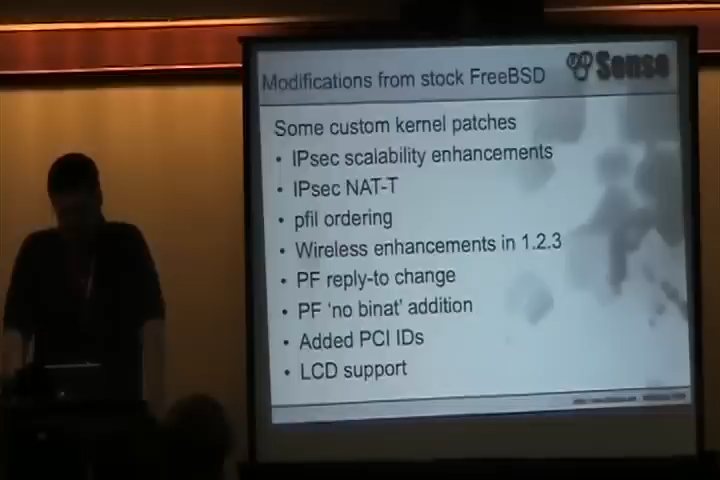 Modifications from stock FreeBSD
Sense
Some custom kernel patches
• IPsec scalability enhancements
• IPsec NAT-T
• pfil ordering
• Wireless enhancements in 1.2.3
• PF reply-to change
• PF ‘no binat’ addition
• Added PCI IDs
• LCD support